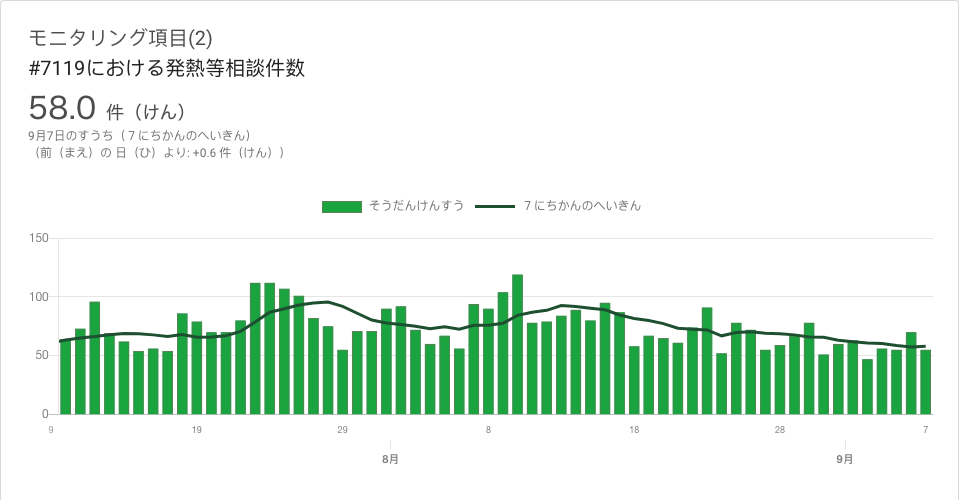 モニタリング項目(2)
#7119における発熱等相談件数
58.0 件（けん）
9月7日のすうち（７にちかんのへいきん）
（前（まえ）の 日（ひ）より: +0.6 件（けん））
そうだんけんすう ７にちかんのへいきん
150
100
50
0
9 19 29 8 18 28 7
8月 9月